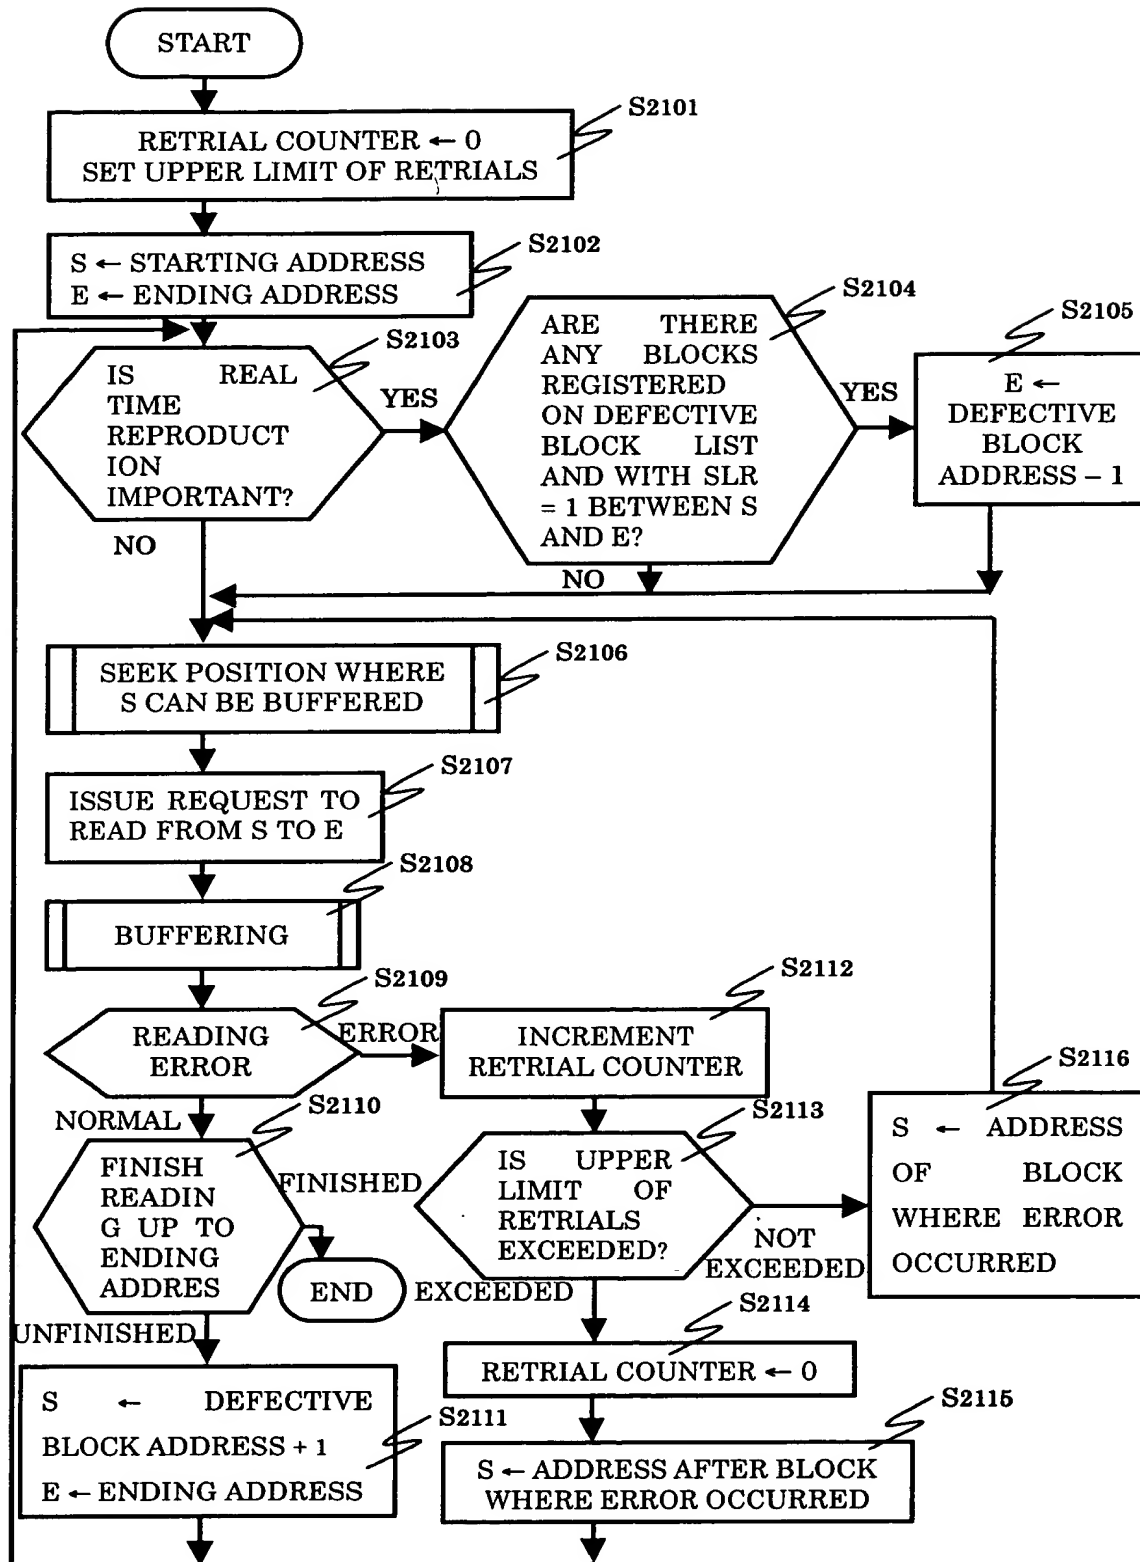 START
S2101
RETRIAL COUNTER ← 0
SET UPPER LIMIT OF RETRIALS
S2102
S ← STARTING ADDRESS
E ← ENDING ADDRESS
S2103
IS REAL
TIME
REPRODUCT
ION
IMPORTANT?
YES
NO
S2104
ARE THERE
ANY BLOCKS
REGISTERED
ON DEFECTIVE
BLOCK LIST
AND WITH SLR
= 1 BETWEEN S
AND E?
YES
NO
S2105
E ←
DEFECTIVE
BLOCK
ADDRESS – 1
S2106
SEEK POSITION WHERE
S CAN BE BUFFERED
S2107
ISSUE REQUEST TO
READ FROM S TO E
S2108
BUFFERING
S2109
READING
ERROR
ERROR
NORMAL
S2112
INCREMENT
RETRIAL COUNTER
S2110
FINISH
READIN
G UP TO
ENDING
ADDRES
FINISHED
END
UNFINISHED
S2113
IS UPPER
LIMIT OF
RETRIALS
EXCEEDED?
NOT
EXCEEDED
EXCEEDED
S2116
S ← ADDRESS
OF BLOCK
WHERE ERROR
OCCURRED
S2114
RETRIAL COUNTER ← 0
S2111
S ← DEFECTIVE
BLOCK ADDRESS + 1
E ← ENDING ADDRESS
S2115
S ← ADDRESS AFTER BLOCK
WHERE ERROR OCCURRED